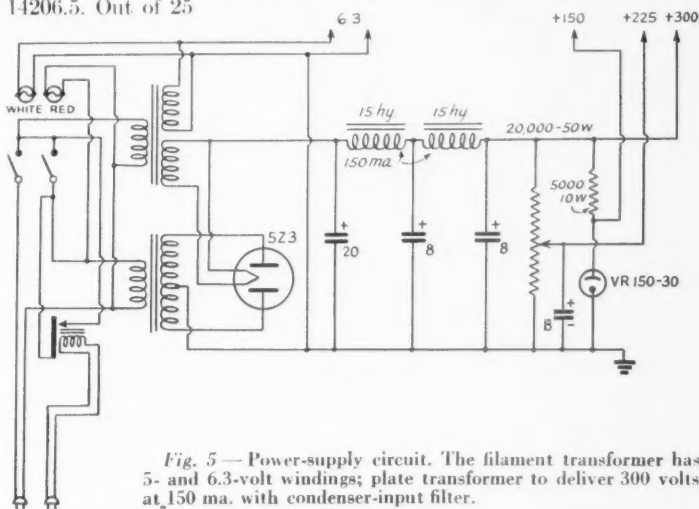 14206.5. Out of 25
6.3
+150
+225
+300
WHITE RED
15 hy
15 hy
150 ma.
20,000-50W
5000
10W
5Z3
+
20
+
8
+
8
+
8
-
VR 150-30
Fig. 5 — Power-supply circuit. The filament transformer has
5- and 6.3-volt windings; plate transformer to deliver 300 volts
at 150 ma. with condenser-input filter.